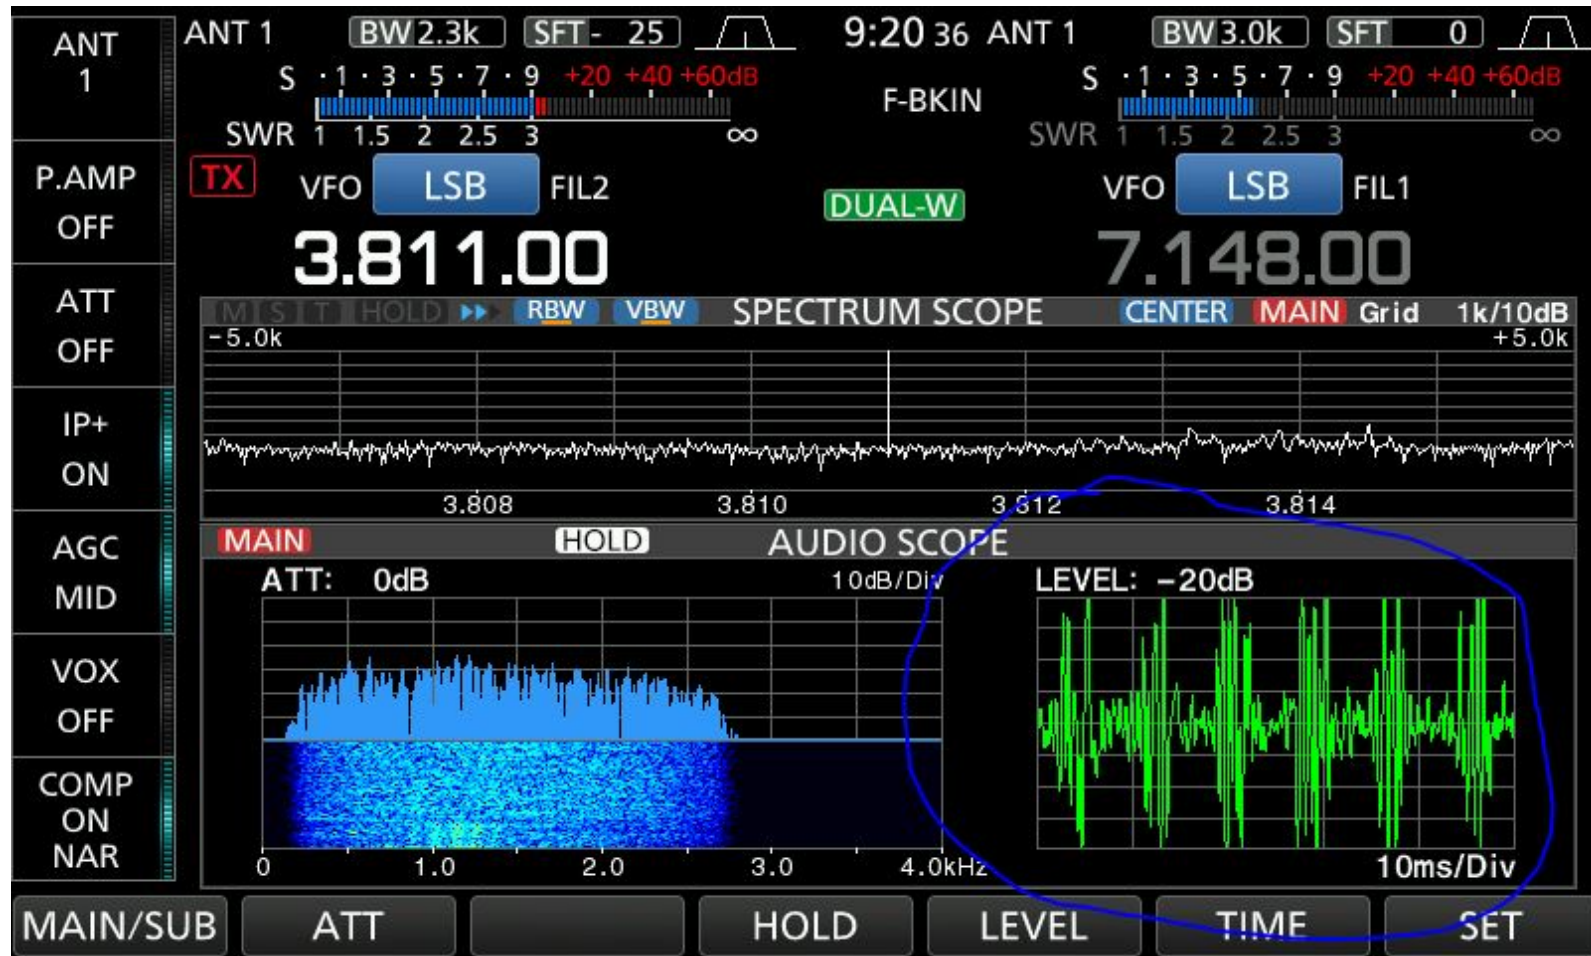 ANT
1
P.AMP
OFF
ATT
OFF
IP+
ON
AGC
MID
VOX
OFF
COMP
ON
NAR
ANT 1 BW 2.3k SFT - 25
S · 1 · 3 · 5 · 7 · 9 +20 +40 +60dB
SWR 1 1.5 2 2.5 3 ∞
TX VFO LSB FIL2
3.811.00
9:20 36
F-BKIN
DUAL-W
ANT 1 BW 3.0k SFT 0
S · 1 · 3 · 5 · 7 · 9 +20 +40 +60dB
SWR 1 1.5 2 2.5 3 ∞
VFO LSB FIL1
7.148.00
M S T HOLD RBW VBW SPECTRUM SCOPE CENTER MAIN Grid 1k/10dB
-5.0k +5.0k
3.808 3.810 3.812 3.814
MAIN HOLD AUDIO SCOPE
ATT: 0dB 10dB/Div LEVEL: -20dB
0 1.0 2.0 3.0 4.0kHz 10ms/Div
MAIN/SUB ATT HOLD LEVEL TIME SET